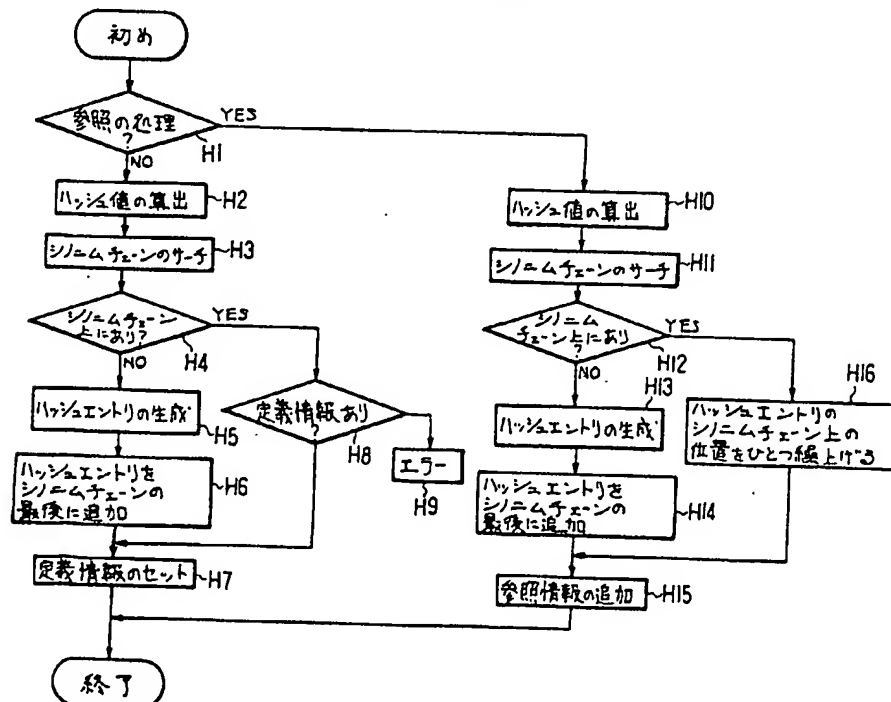 初め
参照の処理
?
YES
H1
NO
ハッシュ値の算出
H2
シノニムチェーンのサーチ
H3
シノニムチェーン
上にあり?
YES
H4
NO
ハッシュエントリの生成
H5
ハッシュエントリを
シノニムチェーンの
最後に追加
H6
定義情報あり
?
H8
エラー
H9
定義情報のセット
H7
終了
ハッシュ値の算出
H10
シノニムチェーンのサーチ
H11
シノニム
チェーン上にあり
?
YES
H12
NO
H13
ハッシュエントリの生成
ハッシュエントリを
シノニムチェーンの
最後に追加
H14
H16
ハッシュエントリの
シノニムチェーン上の
位置をひとつ繰上げる
参照情報の追加
H15